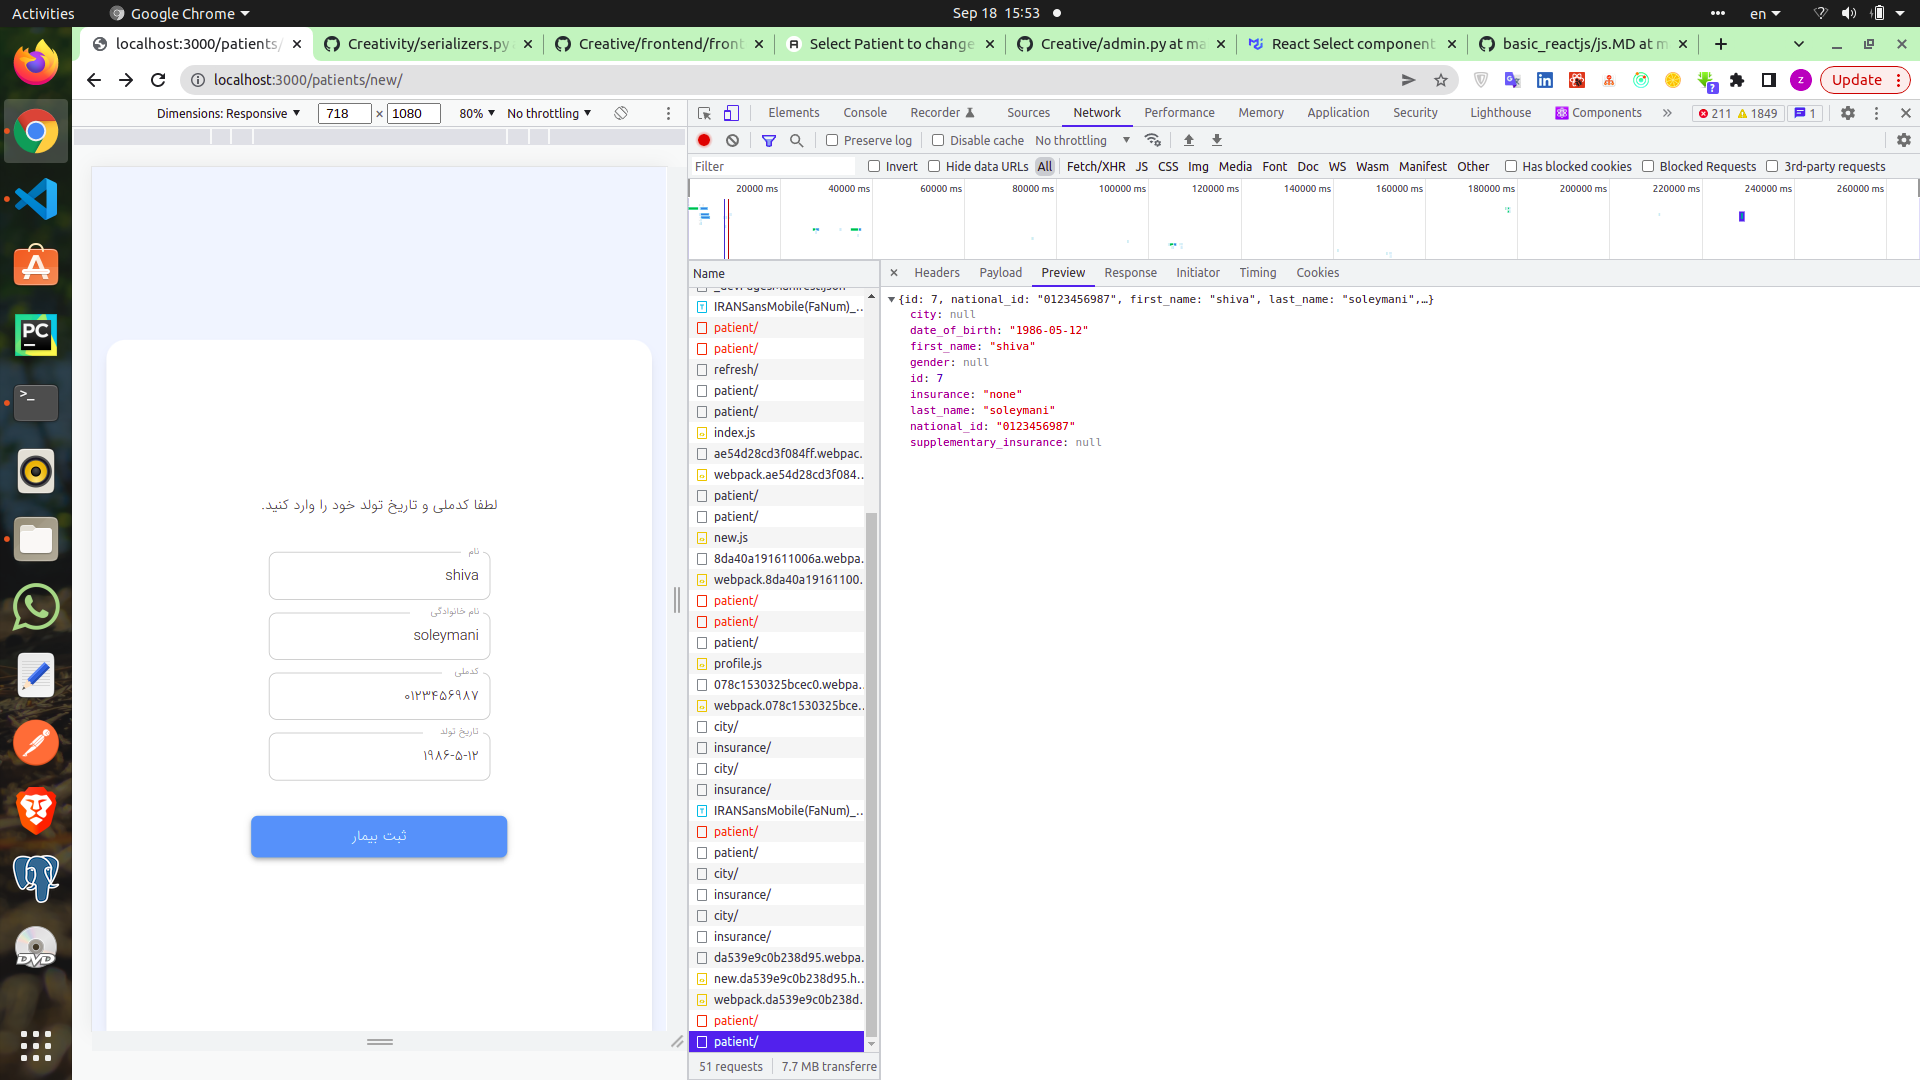 Activities
Google Chrome
Sep 18 15:53
en
localhost:3000/patients/
Creativity/serializers.py
Creative/frontend/front
Select Patient to change
Creative/admin.py at ma
React Select component
basic_reactjs/js.MD at m
localhost:3000/patients/new/
Update
Dimensions: Responsive
718 × 1080
80%
No throttling
Elements
Console
Recorder
Sources
Network
Performance
Memory
Application
Security
Lighthouse
Components
211
1849
1
Preserve log
Disable cache
No throttling
Filter
Invert
Hide data URLs
All
Fetch/XHR
JS
CSS
Img
Media
Font
Doc
WS
Wasm
Manifest
Other
Has blocked cookies
Blocked Requests
3rd-party requests
20000 ms
40000 ms
60000 ms
80000 ms
100000 ms
120000 ms
140000 ms
160000 ms
180000 ms
200000 ms
220000 ms
240000 ms
260000 ms
Name
IRANSansMobile(FaNum)_...
patient/
patient/
refresh/
patient/
patient/
index.js
ae54d28cd3f084ff.webpac...
webpack.ae54d28cd3f084...
patient/
patient/
new.js
8da40a191611006a.webpa...
webpack.8da40a19161100...
patient/
patient/
patient/
profile.js
078c1530325bcec0.webpa...
webpack.078c1530325bce...
city/
insurance/
city/
insurance/
IRANSansMobile(FaNum)_...
patient/
patient/
city/
insurance/
city/
insurance/
da539e9c0b238d95.webpa...
new.da539e9c0b238d95.h...
webpack.da539e9c0b238d...
patient/
patient/
51 requests
7.7 MB transferre
Headers
Payload
Preview
Response
Initiator
Timing
Cookies
{id: 7, national_id: "0123456987", first_name: "shiva", last_name: "soleymani",…}
city: null
date_of_birth: "1986-05-12"
first_name: "shiva"
gender: null
id: 7
insurance: "none"
last_name: "soleymani"
national_id: "0123456987"
supplementary_insurance: null
لطفا کدملی و تاریخ تولد خود را وارد کنید.
نام
shiva
نام خانوادگی
soleymani
کدملی
۰۱۲۳۴۵۶۹۸۷
تاریخ تولد
۱۹۸۶-۵-۱۲
ثبت بیمار
PC
DVD